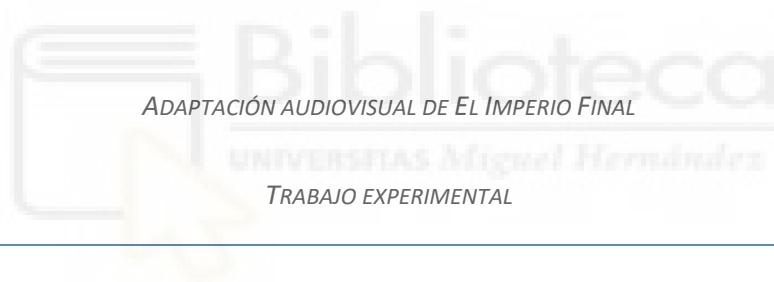 Biblioteca
ADAPTACIÓN AUDIOVISUAL DE EL IMPERIO FINAL
UNIVERSITAS Miguel Hernández
TRABAJO EXPERIMENTAL